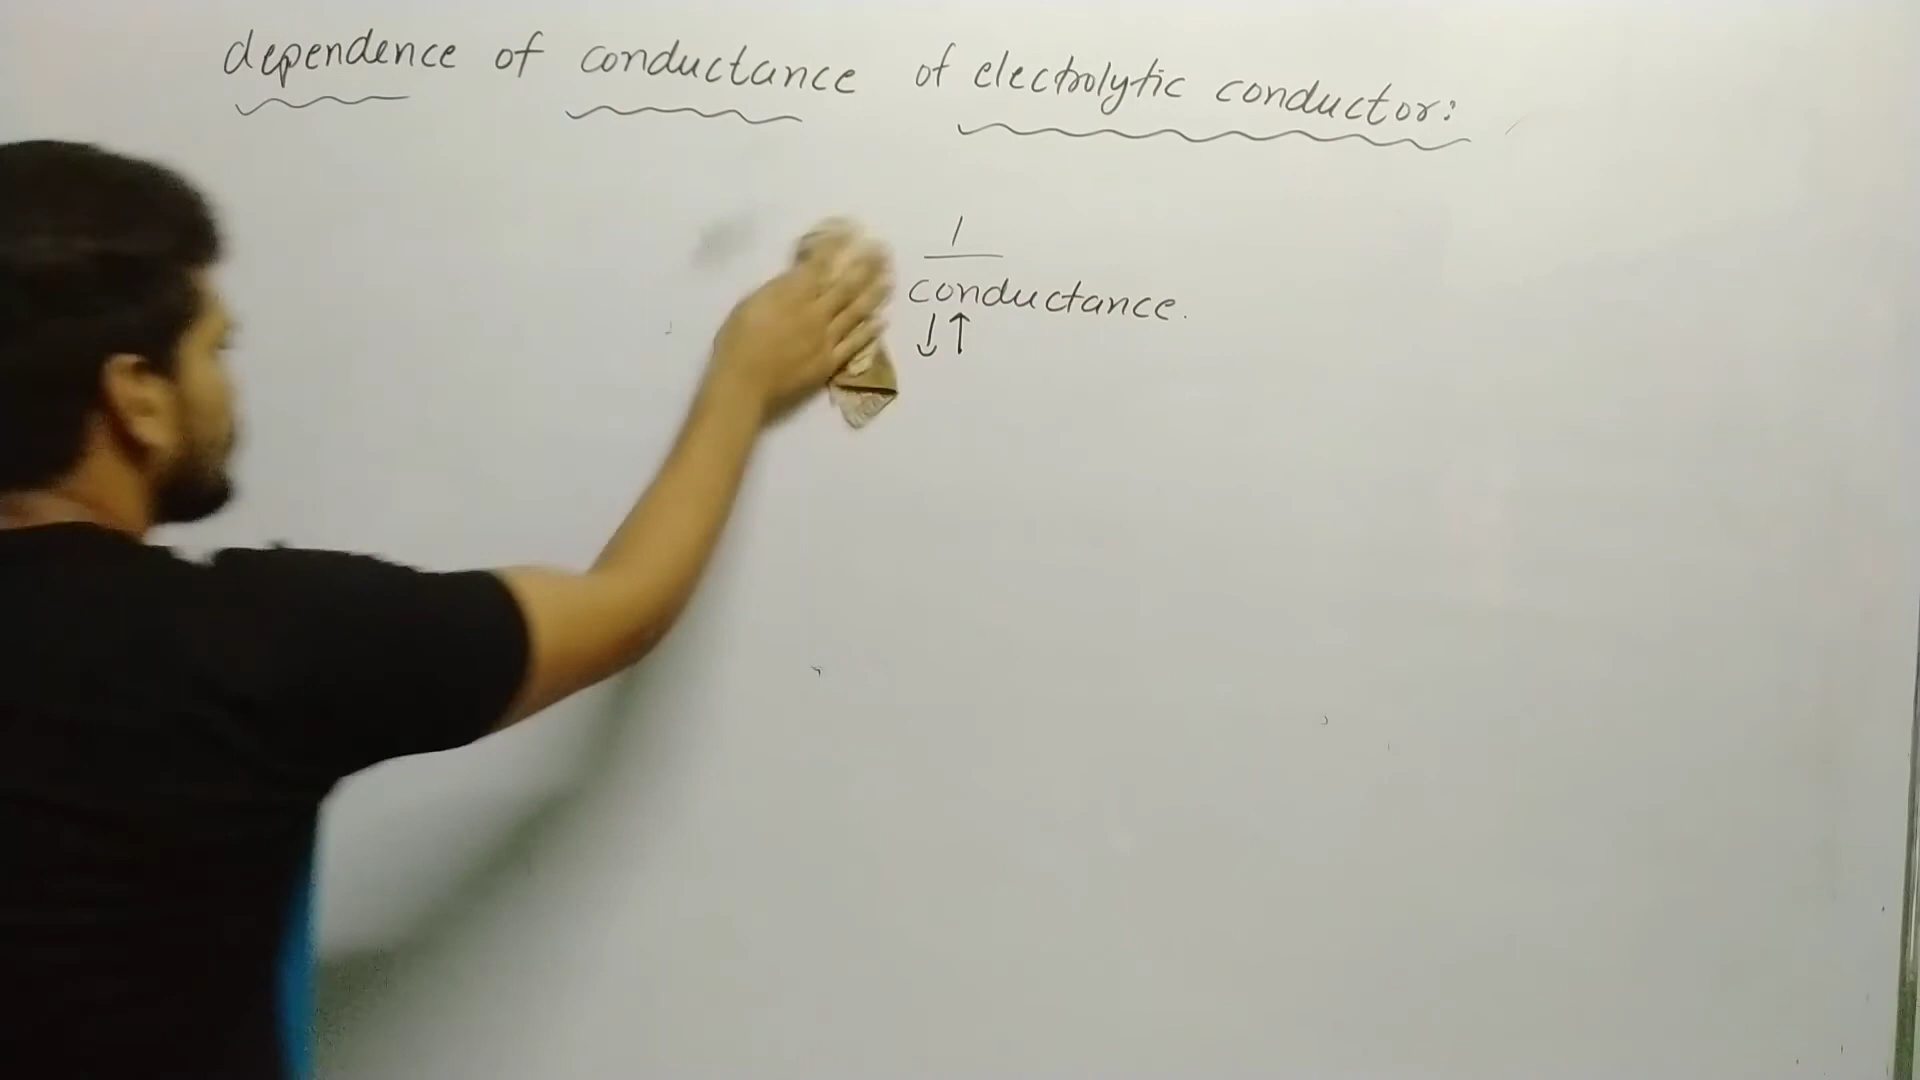 dependence of conductance of electrolytic conductor:
1
conductance.
↓↑